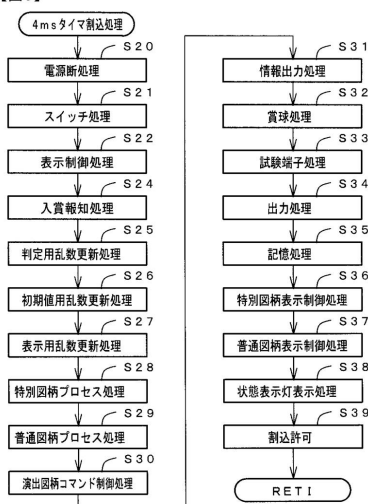 4msタイマ割込処理
S20
電源断処理
S21
スイッチ処理
S22
表示制御処理
S24
入賞報知処理
S25
判定用乱数更新処理
S26
初期値用乱数更新処理
S27
表示用乱数更新処理
S28
特別図柄プロセス処理
S29
普通図柄プロセス処理
S30
演出図柄コマンド制御処理
S31
情報出力処理
S32
賞球処理
S33
試験端子処理
S34
出力処理
S35
記憶処理
S36
特別図柄表示制御処理
S37
普通図柄表示制御処理
S38
状態表示灯表示処理
S39
割込許可
RETI